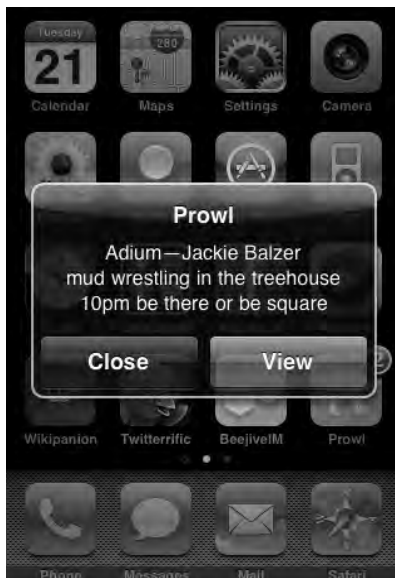 Tuesday
21
280
Calendar Maps Settings Camera
Prowl
Adium—Jackie Balzer
mud wrestling in the treehouse
10pm be there or be square
Close View
Wikipanion Twitterrific BeejiveIM Prowl
Phone Messages Mail Safari